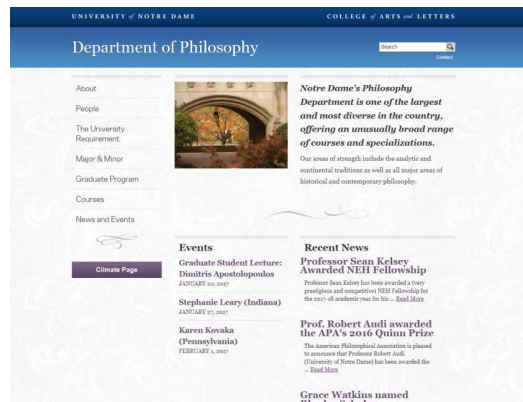 UNIVERSITY of NOTRE DAME
COLLEGE of ARTS and LETTERS
Department of Philosophy
Search
Contact
About
People
The University
Requirement
Major & Minor
Graduate Program
Courses
News and Events
Climate Page
Notre Dame's Philosophy
Department is one of the largest
and most diverse in the country,
offering an unusually broad range
of courses and specializations.
Our areas of strength include the analytic and
continental traditions as well as all major areas of
historical and contemporary philosophy.
Events
Graduate Student Lecture:
Dimitris Apostolopoulos
JANUARY 20, 2017
Stephanie Leary (Indiana)
JANUARY 27, 2017
Karen Kovaka
(Pennsylvania)
FEBRUARY 1, 2017
Recent News
Professor Sean Kelsey
Awarded NEH Fellowship
Professor Sean Kelsey has been awarded a (very
prestigious and competitive) NEH Fellowship for
the 2017-18 academic year for his ... Read More
Prof. Robert Audi awarded
the APA's 2016 Quinn Prize
The American Philosophical Association is pleased
to announce that Professor Robert Audi
(University of Notre Dame) has been awarded the
... Read More
Grace Watkins named